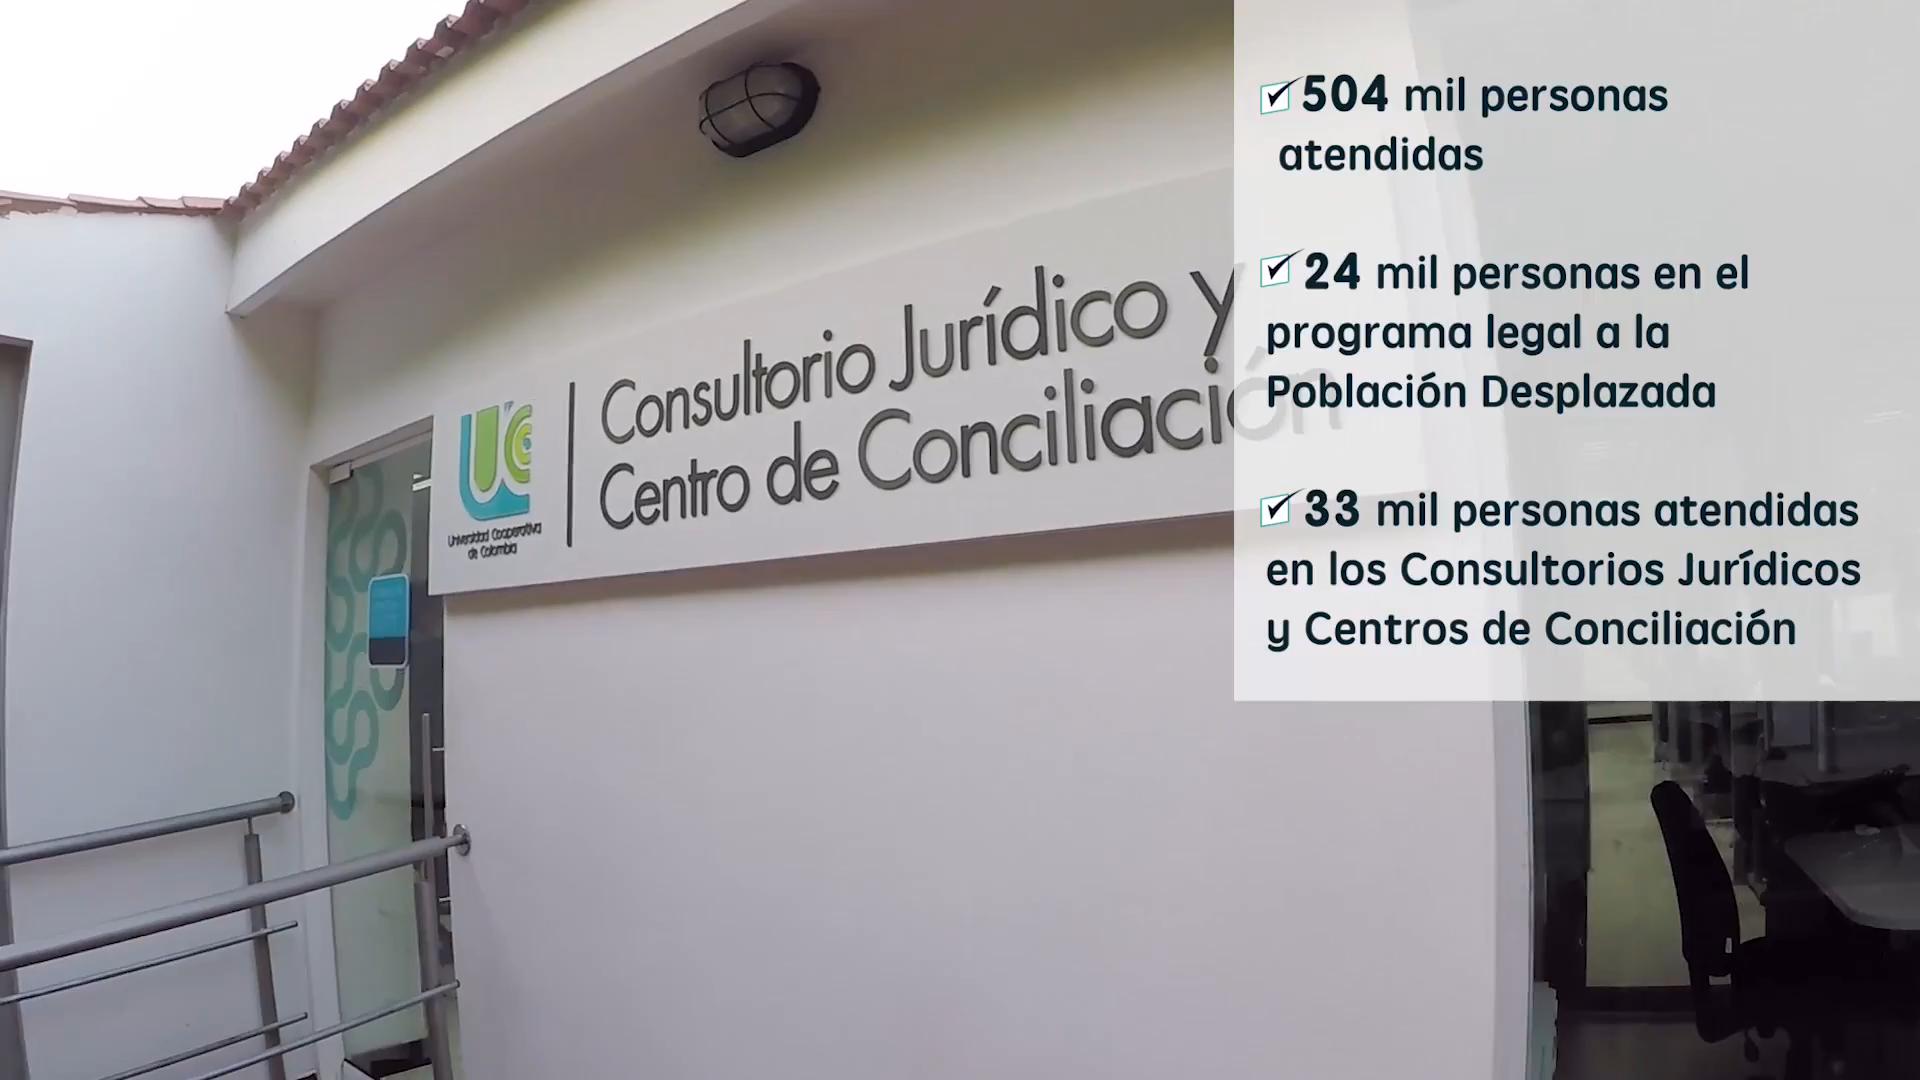 Consultorio Jurídico y
Centro de Conciliación
UCC
Universidad Cooperativa
de Colombia
504 mil personas
atendidas
24 mil personas en el
programa legal a la
Población Desplazada
33 mil personas atendidas
en los Consultorios Jurídicos
y Centros de Conciliación